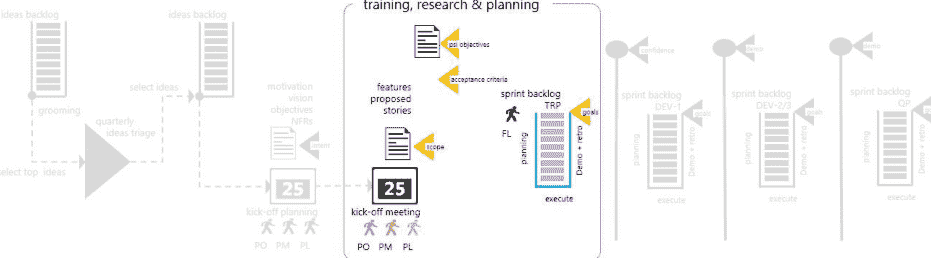 training, research & planning
ideas backlog
ideas backlog
psi objectives
confidence
demo
demo
acceptance criteria
select ideas
motivation
vision
objectives
NFRs
features
proposed
stories
sprint backlog
TRP
goals
sprint backlog
DEV-1
goals
sprint backlog
DEV-2/3
goals
sprint backlog
QP
goals
grooming
quarterly
ideas triage
intent
scope
FL
planning
Demo + retro
planning
Demo + retro
planning
Demo + retro
planning
Demo + retro
select top ideas
25
25
execute
execute
execute
execute
kick-off planning
kick-off meeting
PO PM PL
PO PM PL